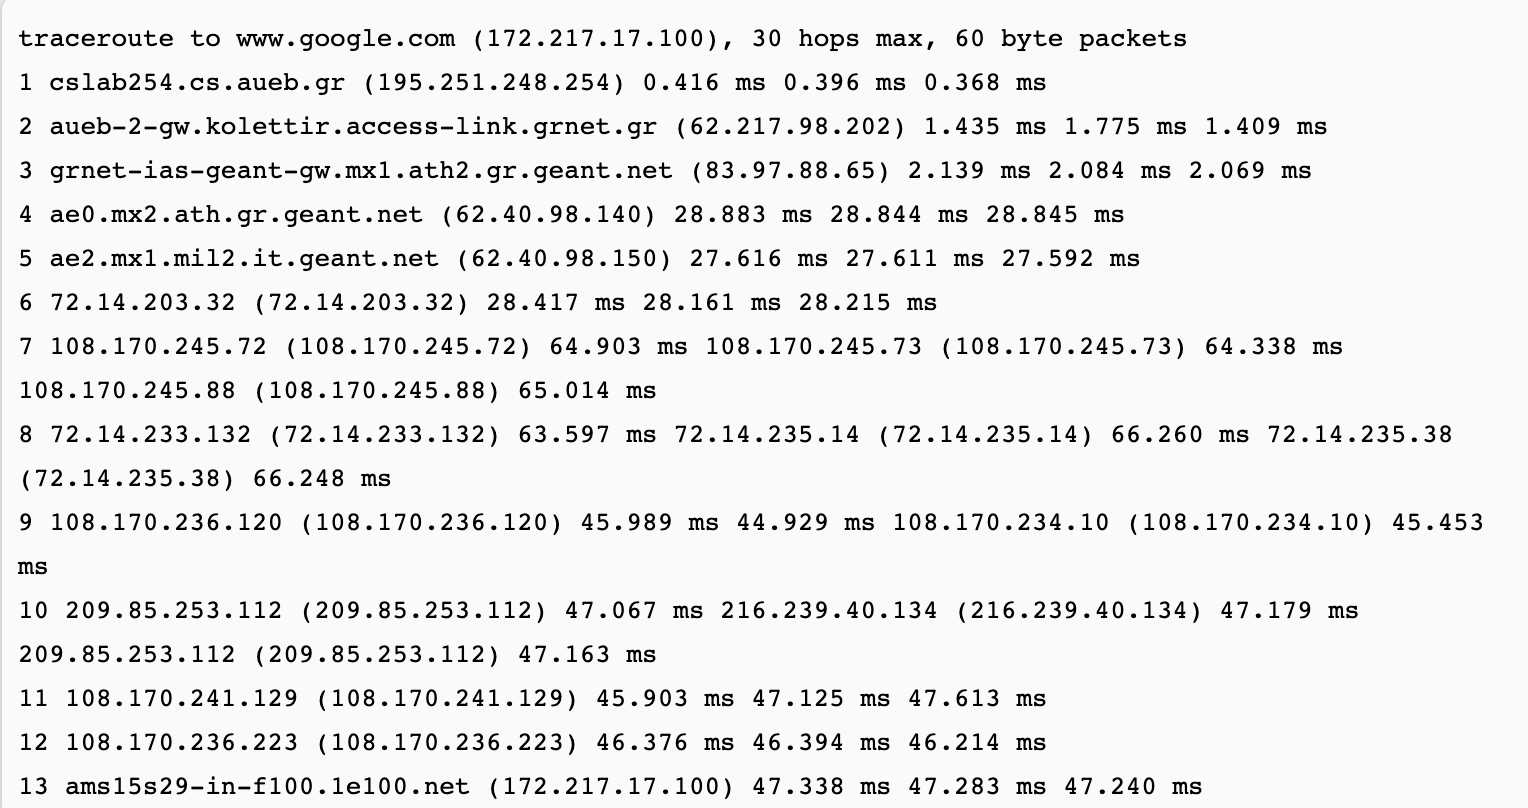 traceroute to www.google.com (172.217.17.100), 30 hops max, 60 byte packets
1 cslab254.cs.aueb.gr (195.251.248.254) 0.416 ms 0.396 ms 0.368 ms
2 aueb-2-gw.kolettir.access-link.grnet.gr (62.217.98.202) 1.435 ms 1.775 ms 1.409 ms
3 grnet-ias-geant-gw.mx1.ath2.gr.geant.net (83.97.88.65) 2.139 ms 2.084 ms 2.069 ms
4 ae0.mx2.ath.gr.geant.net (62.40.98.140) 28.883 ms 28.844 ms 28.845 ms
5 ae2.mx1.mil2.it.geant.net (62.40.98.150) 27.616 ms 27.611 ms 27.592 ms
6 72.14.203.32 (72.14.203.32) 28.417 ms 28.161 ms 28.215 ms
7 108.170.245.72 (108.170.245.72) 64.903 ms 108.170.245.73 (108.170.245.73) 64.338 ms
108.170.245.88 (108.170.245.88) 65.014 ms
8 72.14.233.132 (72.14.233.132) 63.597 ms 72.14.235.14 (72.14.235.14) 66.260 ms 72.14.235.38
(72.14.235.38) 66.248 ms
9 108.170.236.120 (108.170.236.120) 45.989 ms 44.929 ms 108.170.234.10 (108.170.234.10) 45.453
ms
10 209.85.253.112 (209.85.253.112) 47.067 ms 216.239.40.134 (216.239.40.134) 47.179 ms
209.85.253.112 (209.85.253.112) 47.163 ms
11 108.170.241.129 (108.170.241.129) 45.903 ms 47.125 ms 47.613 ms
12 108.170.236.223 (108.170.236.223) 46.376 ms 46.394 ms 46.214 ms
13 ams15s29-in-f100.1e100.net (172.217.17.100) 47.338 ms 47.283 ms 47.240 ms